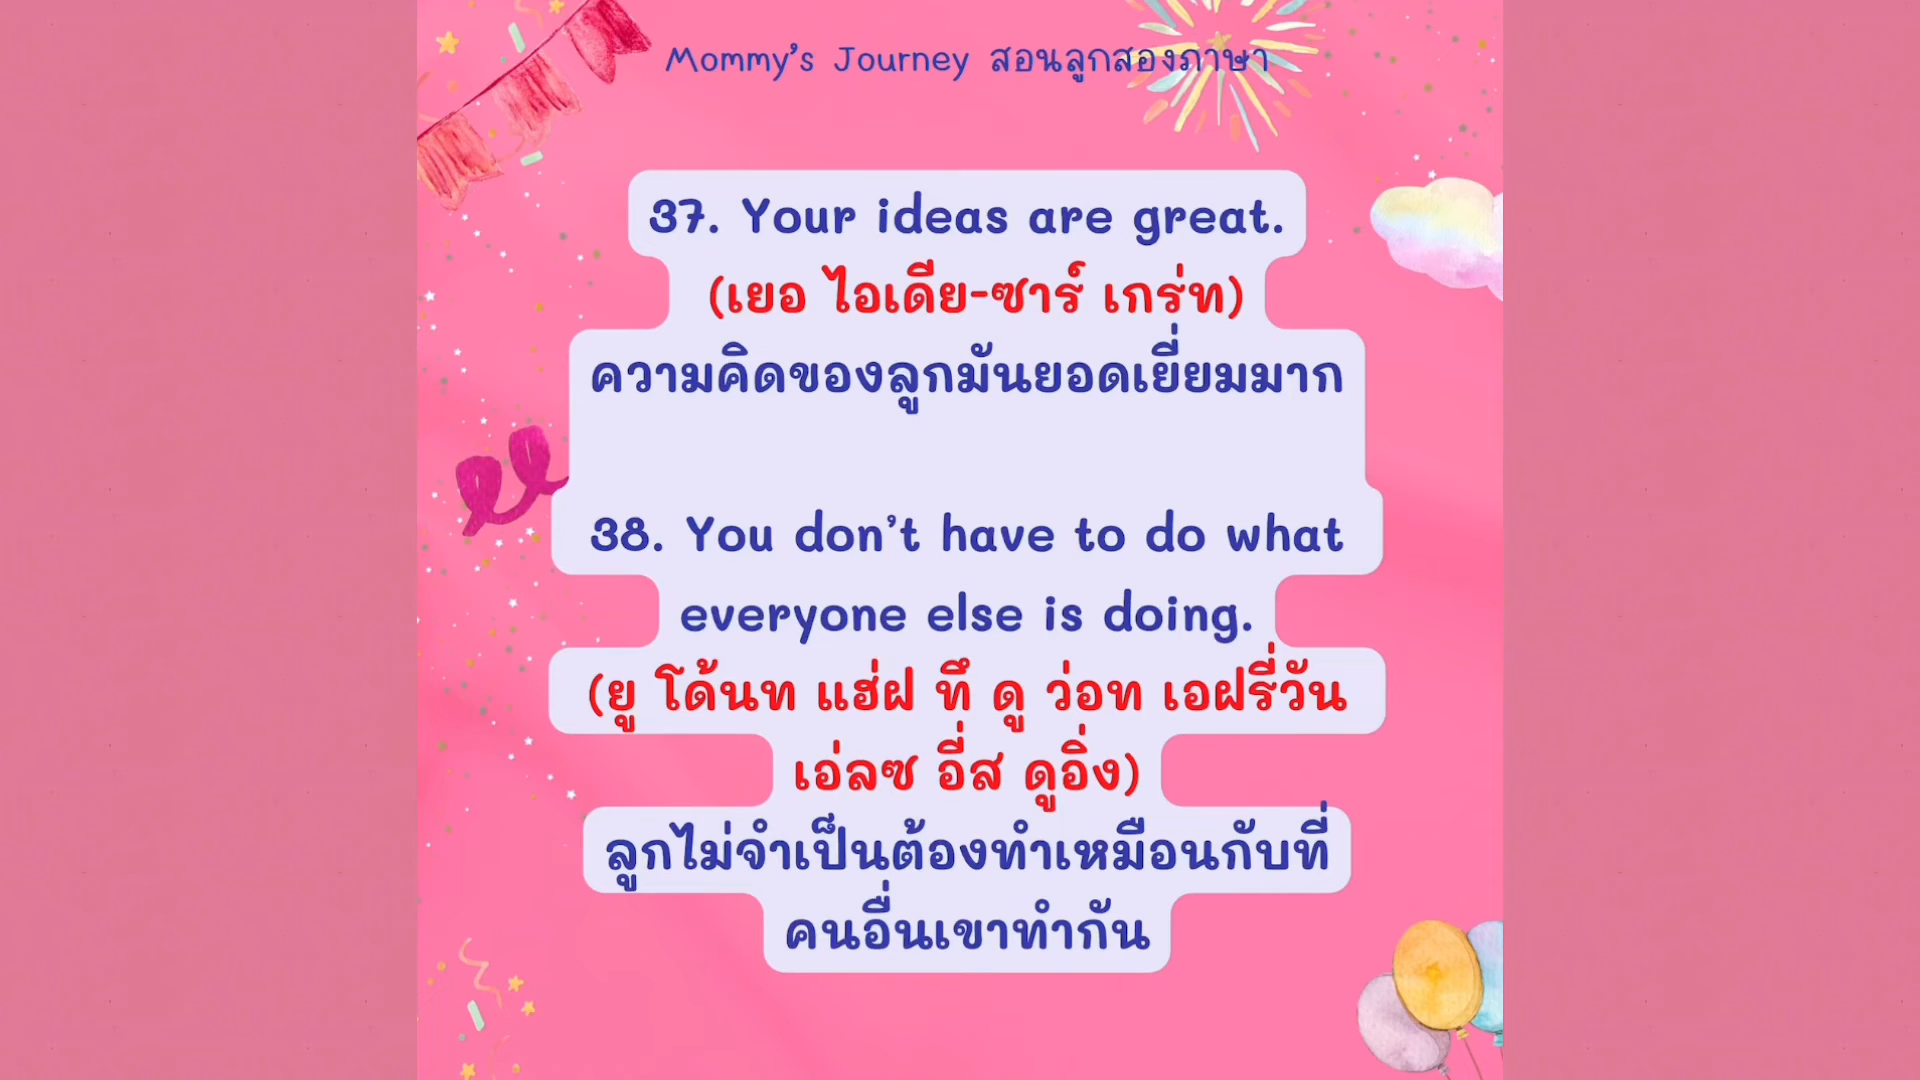 Mommy's Journey สอนลูกสองภาษา
37. Your ideas are great.
(เยอ ไอเดีย-ซาร์ เกร่ท)
ความคิดของลูกมันยอดเยี่ยมมาก
38. You don't have to do what
everyone else is doing.
(ยู โด้นท แฮ่ฝ ทึ ดู ว่อท เอฝรี่วัน
เอ่ลซ อี่ส ดูอิ่ง)
ลูกไม่จำเป็นต้องทำเหมือนกับที่
คนอื่นเขาทำกัน